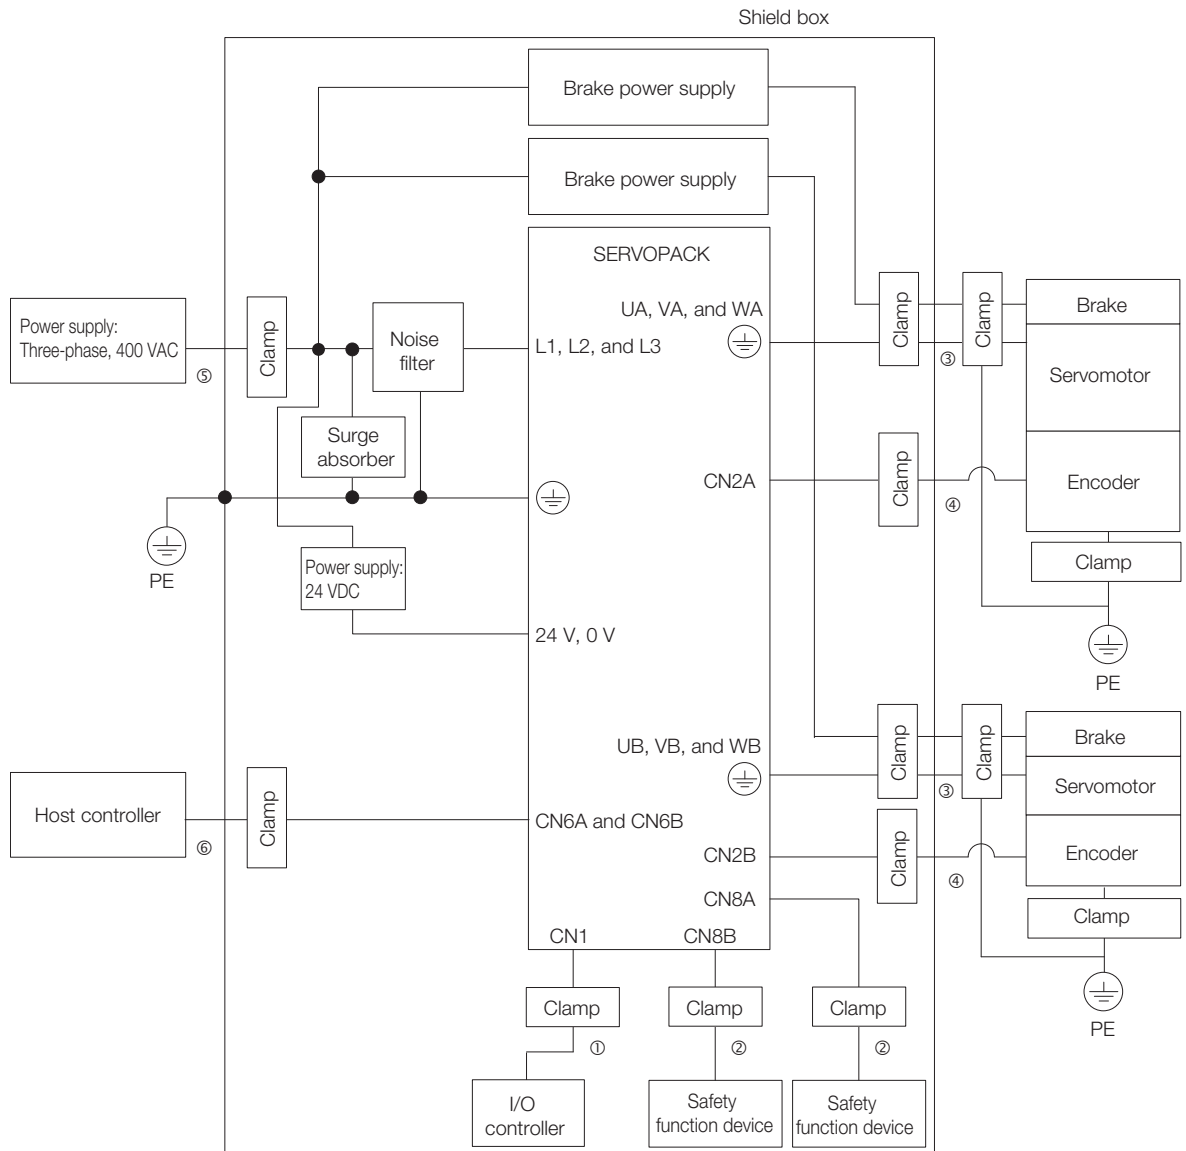 Shield box
Brake power supply
Brake power supply
SERVOPACK
UA, VA, and WA
L1, L2, and L3
Power supply:
Three-phase, 400 VAC
⑤
Clamp
Noise
filter
Surge
absorber
PE
Power supply:
24 VDC
24 V, 0 V
Clamp
③
Clamp
Brake
Servomotor
CN2A
Clamp
④
Encoder
Clamp
PE
UB, VB, and WB
Clamp
③
Clamp
Brake
Servomotor
Host controller
⑥
Clamp
CN6A and CN6B
CN2B
Clamp
④
Encoder
Clamp
PE
CN8A
CN1
CN8B
Clamp
Clamp
Clamp
①
②
②
I/O
controller
Safety
function device
Safety
function device